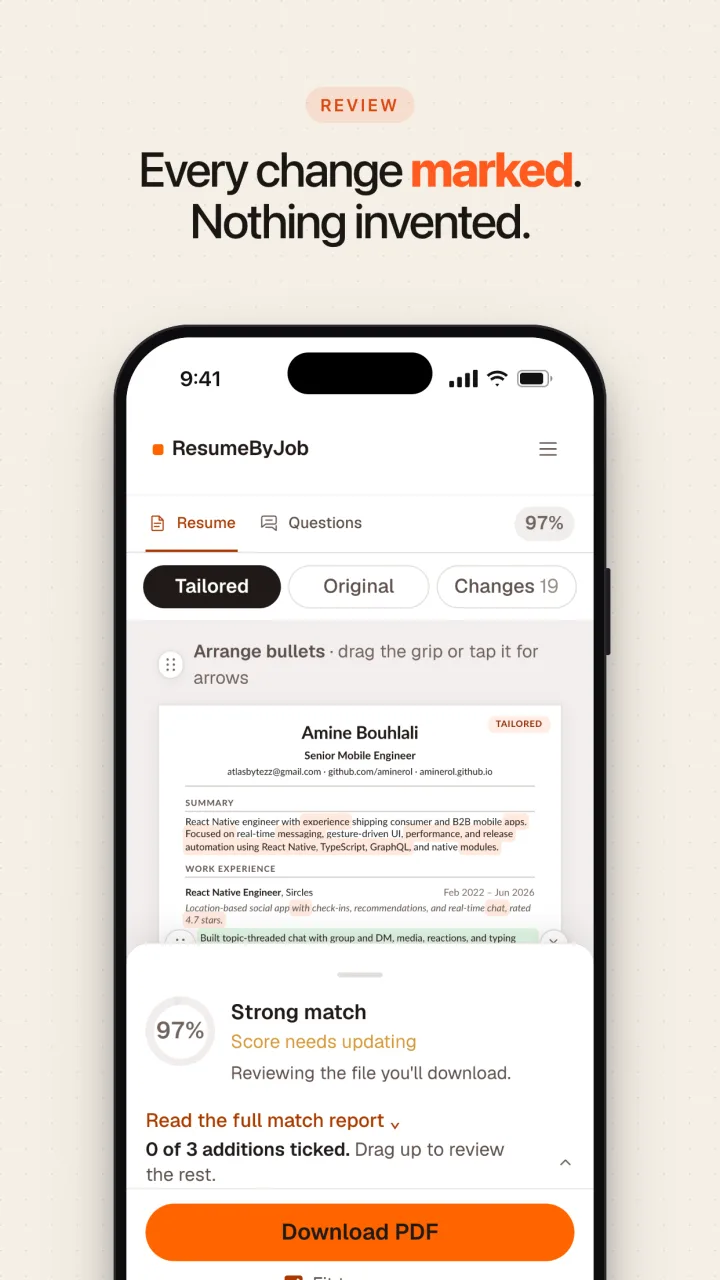 REVIEW
Every change marked.
Nothing invented.
9:41
ResumeByJob
Resume
Questions
97%
Tailored
Original
Changes 19
Arrange bullets · drag the grip or tap it for
arrows
TAILORED
Amine Bouhlali
Senior Mobile Engineer
atlasbytezz@gmail.com · github.com/aminerol · aminerol.github.io
SUMMARY
React Native engineer with experience shipping consumer and B2B mobile apps.
Focused on real-time messaging, gesture-driven UI, performance, and release
automation using React Native, TypeScript, GraphQL, and native modules.
WORK EXPERIENCE
React Native Engineer, Sircles Feb 2022 – Jun 2026
Location-based social app with check-ins, recommendations, and real-time chat, rated
4.7 stars.
Built topic-threaded chat with group and DM, media, reactions, and typing
97%
Strong match
Score needs updating
Reviewing the file you'll download.
Read the full match report
0 of 3 additions ticked. Drag up to review
the rest.
Download PDF